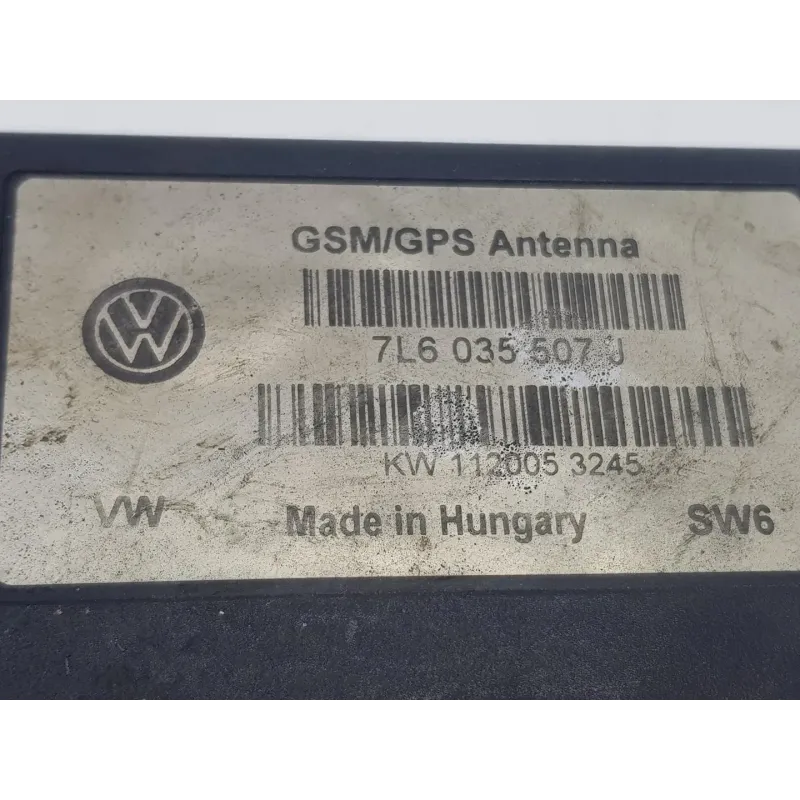 GSM/GPS Antenna
7L6 035 507 J
KW 112005 3245
VW Made in Hungary SW6